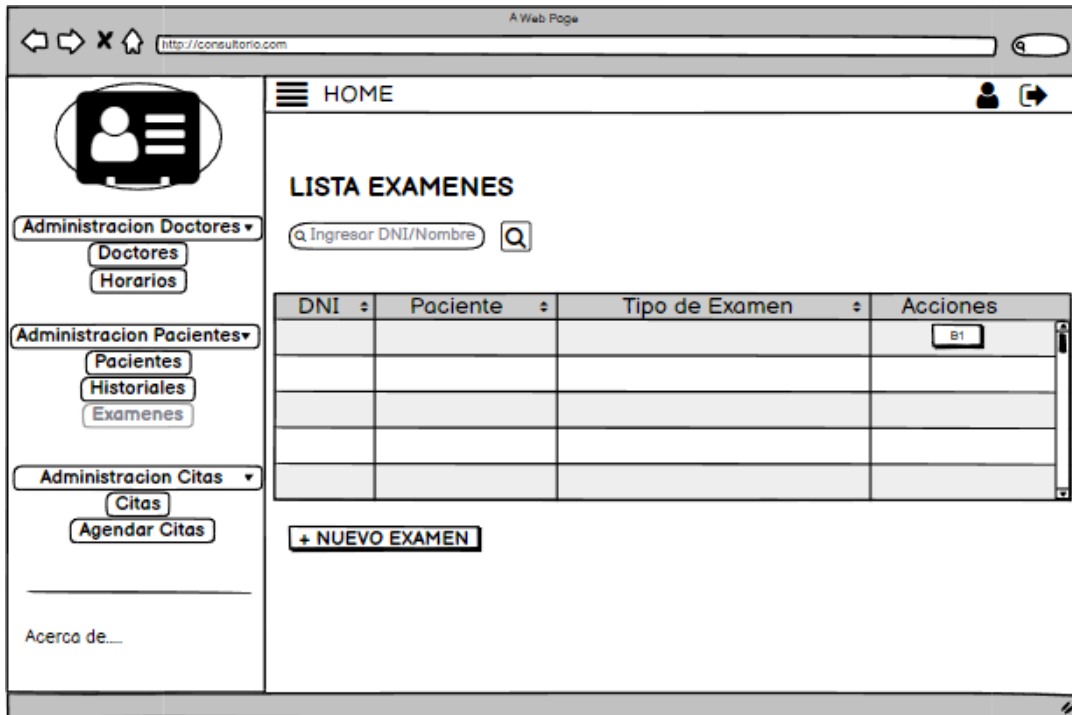 A Web Page
http://consultorio.com
HOME
Administracion Doctores
Doctores
Horarios
Administracion Pacientes
Pacientes
Historiales
Examenes
Administracion Citas
Citas
Agendar Citas
Acerca de....
LISTA EXAMENES
Ingresar DNI/Nombre
DNI Paciente Tipo de Examen Acciones
B1
+ NUEVO EXAMEN